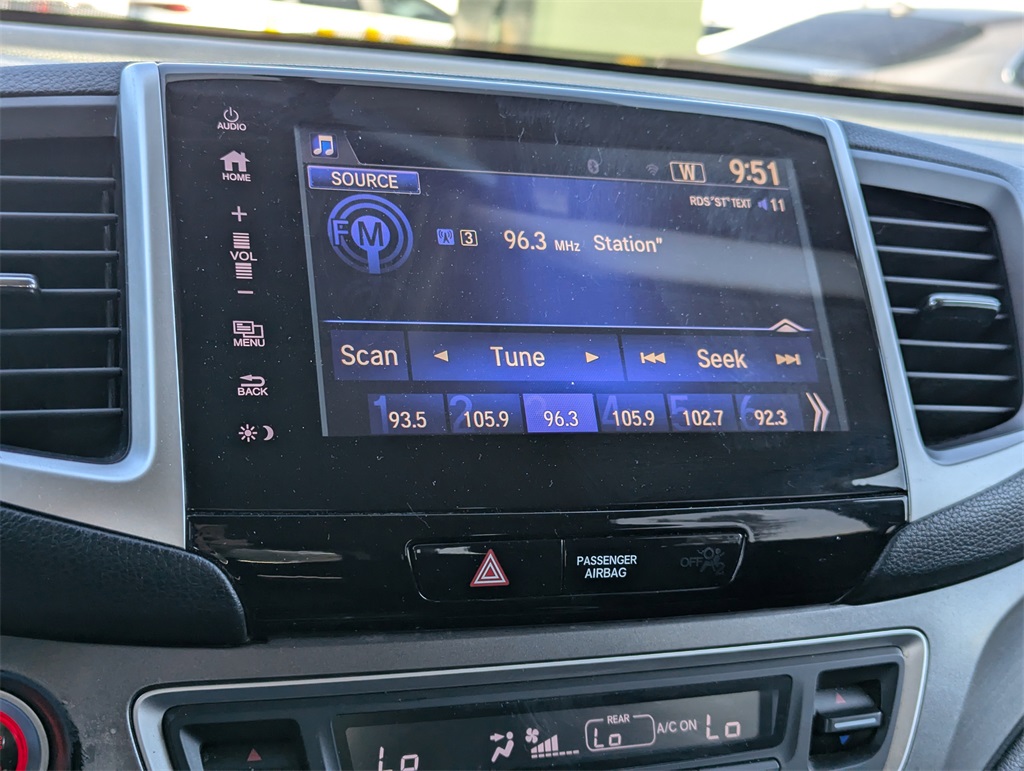 AUDIO
HOME
+
VOL
−
MENU
BACK
W 9:51
SOURCE
RDS"ST"TEXT 11
FM 3 96.3 MHz Station"
Scan ◄ Tune ► Seek
1 93.5 2 105.9 3 96.3 4 105.9 5 102.7 6 92.3
PASSENGER
AIRBAG
OFF
REAR
Lo Lo A/C ON Lo